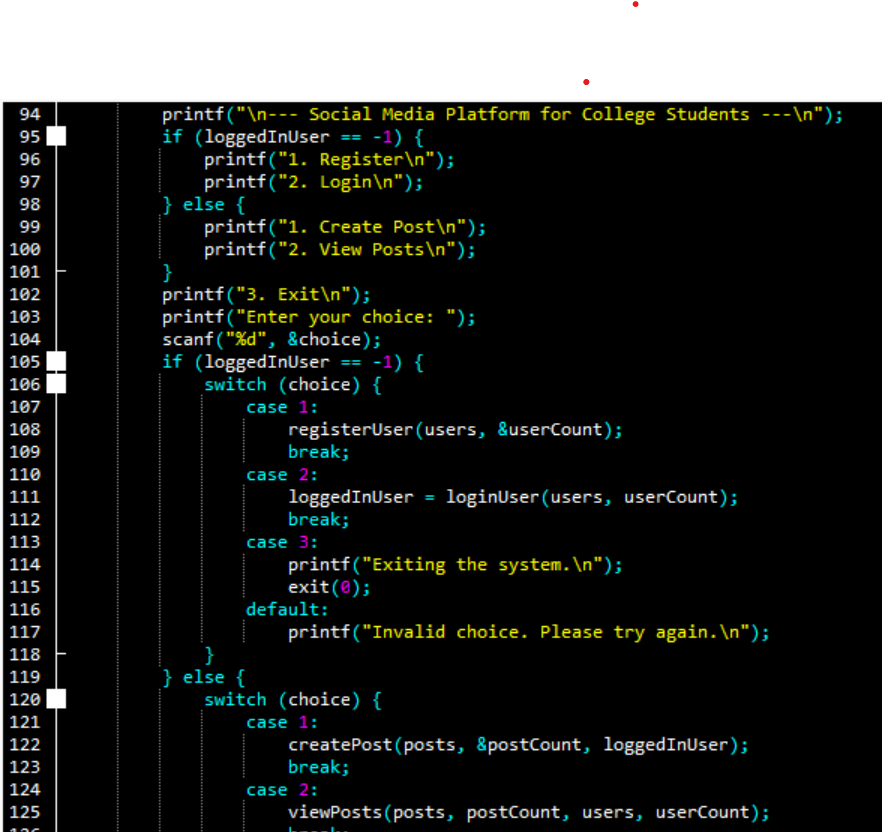 94 printf("\n--- Social Media Platform for College Students ---\n");
95 if (loggedInUser == -1) {
96 printf("1. Register\n");
97 printf("2. Login\n");
98 } else {
99 printf("1. Create Post\n");
100 printf("2. View Posts\n");
101 }
102 printf("3. Exit\n");
103 printf("Enter your choice: ");
104 scanf("%d", &choice);
105 if (loggedInUser == -1) {
106 switch (choice) {
107 case 1:
108 registerUser(users, &userCount);
109 break;
110 case 2:
111 loggedInUser = loginUser(users, userCount);
112 break;
113 case 3:
114 printf("Exiting the system.\n");
115 exit(0);
116 default:
117 printf("Invalid choice. Please try again.\n");
118 }
119 } else {
120 switch (choice) {
121 case 1:
122 createPost(posts, &postCount, loggedInUser);
123 break;
124 case 2:
125 viewPosts(posts, postCount, users, userCount);